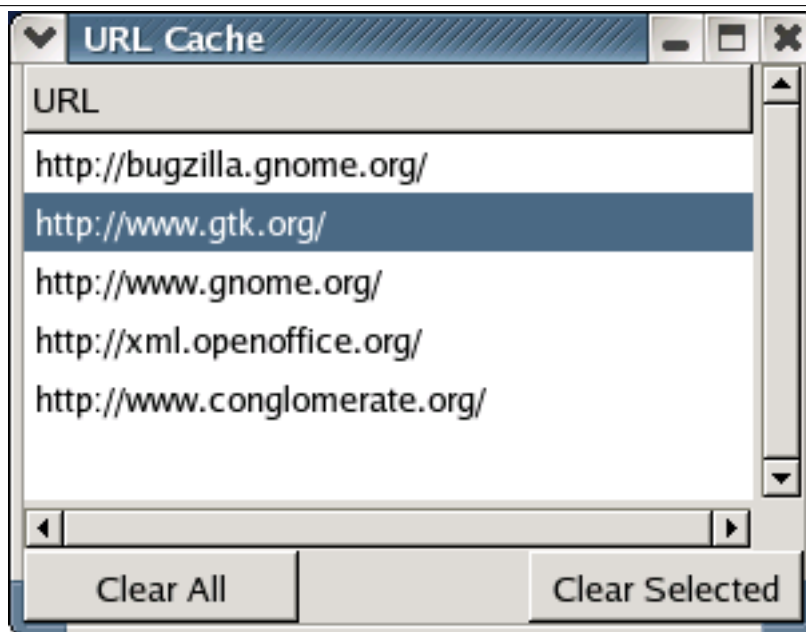 URL Cache
URL
http://bugzilla.gnome.org/
http://www.gtk.org/
http://www.gnome.org/
http://xml.openoffice.org/
http://www.conglomerate.org/
Clear All
Clear Selected